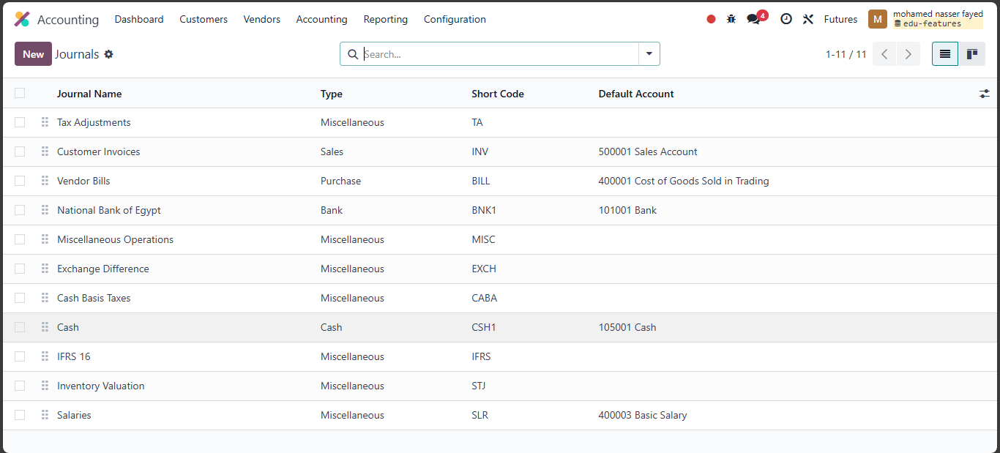 Accounting Dashboard Customers Vendors Accounting Reporting Configuration 4 Futures M mohamed nasser fayed
edu-features
New Journals Search... 1-11 / 11
Journal Name Type Short Code Default Account
Tax Adjustments Miscellaneous TA
Customer Invoices Sales INV 500001 Sales Account
Vendor Bills Purchase BILL 400001 Cost of Goods Sold in Trading
National Bank of Egypt Bank BNK1 101001 Bank
Miscellaneous Operations Miscellaneous MISC
Exchange Difference Miscellaneous EXCH
Cash Basis Taxes Miscellaneous CABA
Cash Cash CSH1 105001 Cash
IFRS 16 Miscellaneous IFRS
Inventory Valuation Miscellaneous STJ
Salaries Miscellaneous SLR 400003 Basic Salary